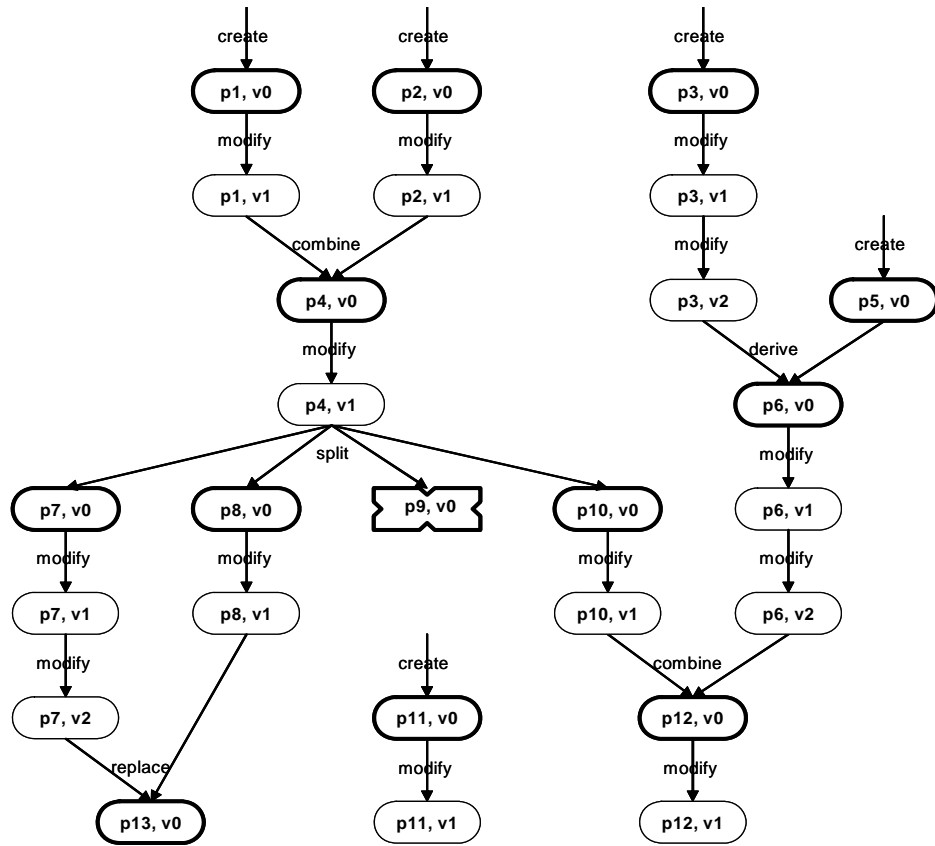 create
create
create
p1, v0
p2, v0
p3, v0
modify
modify
modify
p1, v1
p2, v1
p3, v1
combine
modify
create
p4, v0
p3, v2
p5, v0
modify
derive
p4, v1
p6, v0
split
modify
p7, v0
p8, v0
p9, v0
p10, v0
p6, v1
modify
modify
modify
modify
p7, v1
p8, v1
p10, v1
p6, v2
modify
create
combine
p7, v2
p11, v0
p12, v0
replace
modify
modify
p13, v0
p11, v1
p12, v1